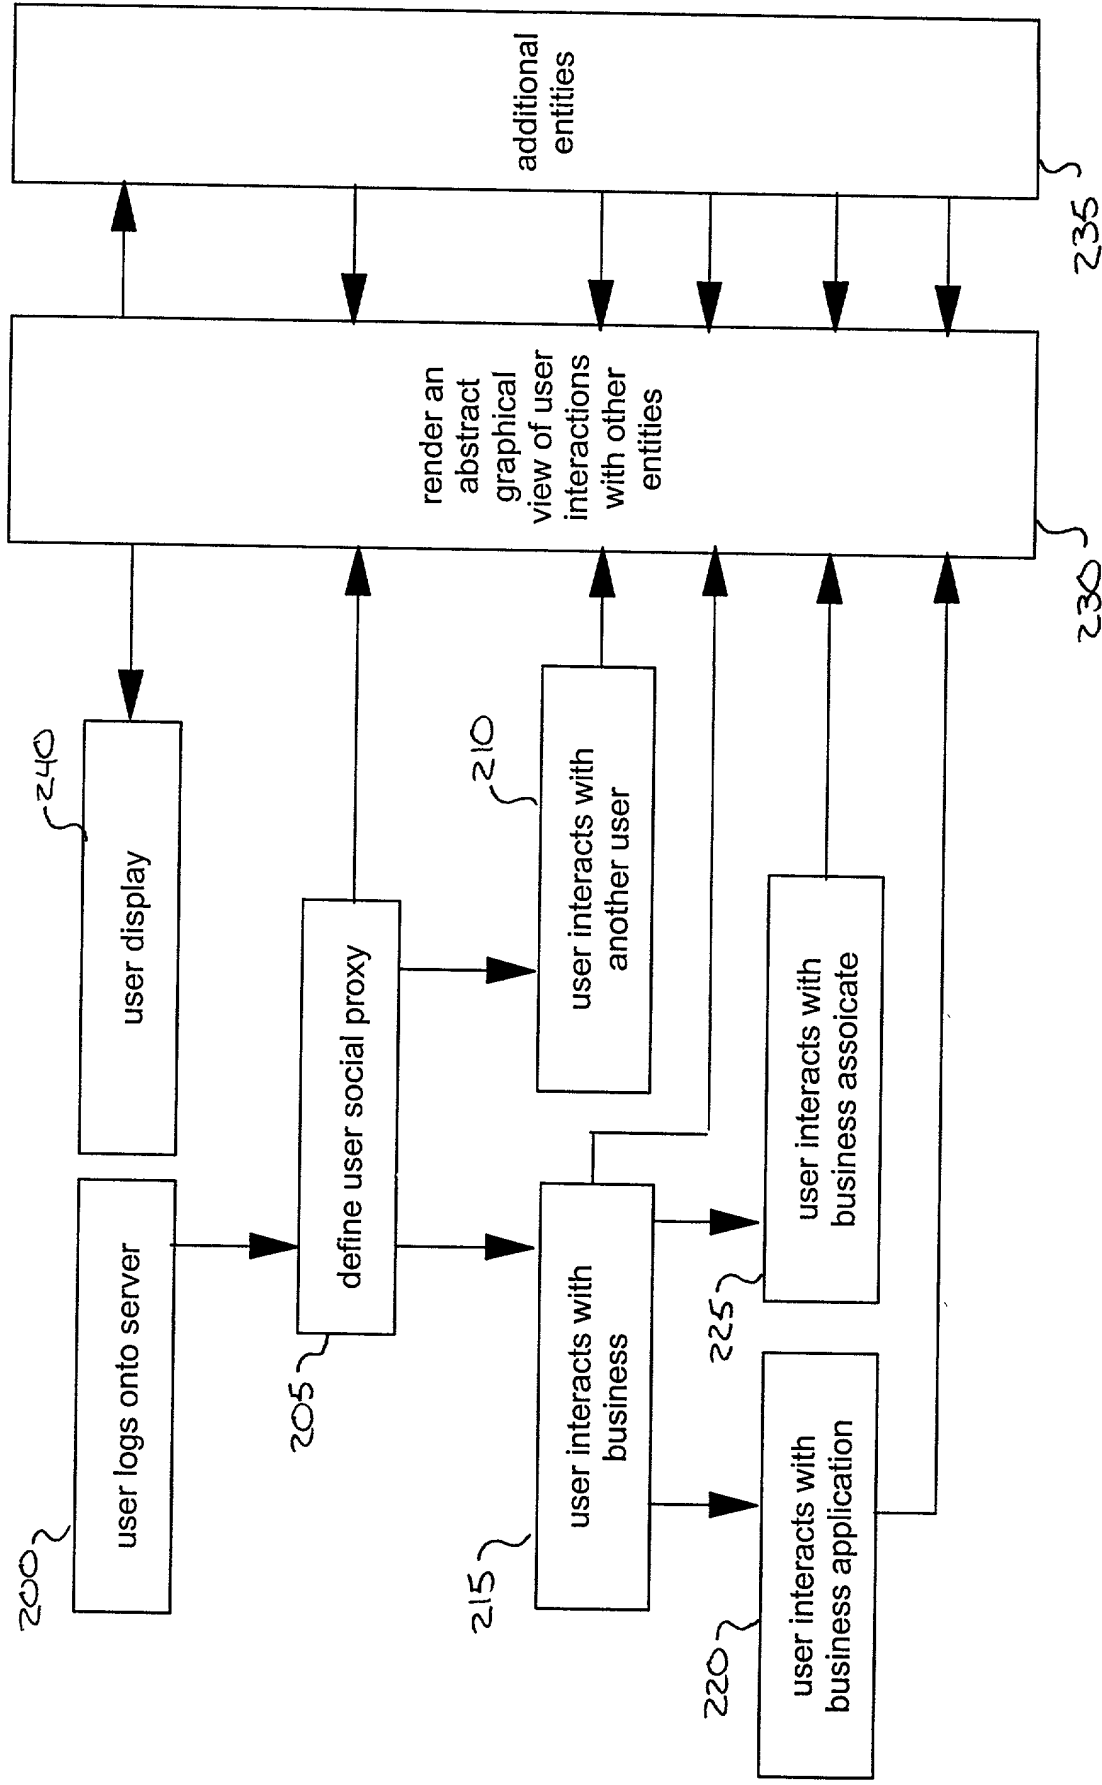 200
user logs onto server
240
user display
205
define user social proxy
215
user interacts with
business
210
user interacts with
another user
220
user interacts with
business application
225
user interacts with
business assoicate
230
render an
abstract
graphical
view of user
interactions
with other
entities
235
additional
entities